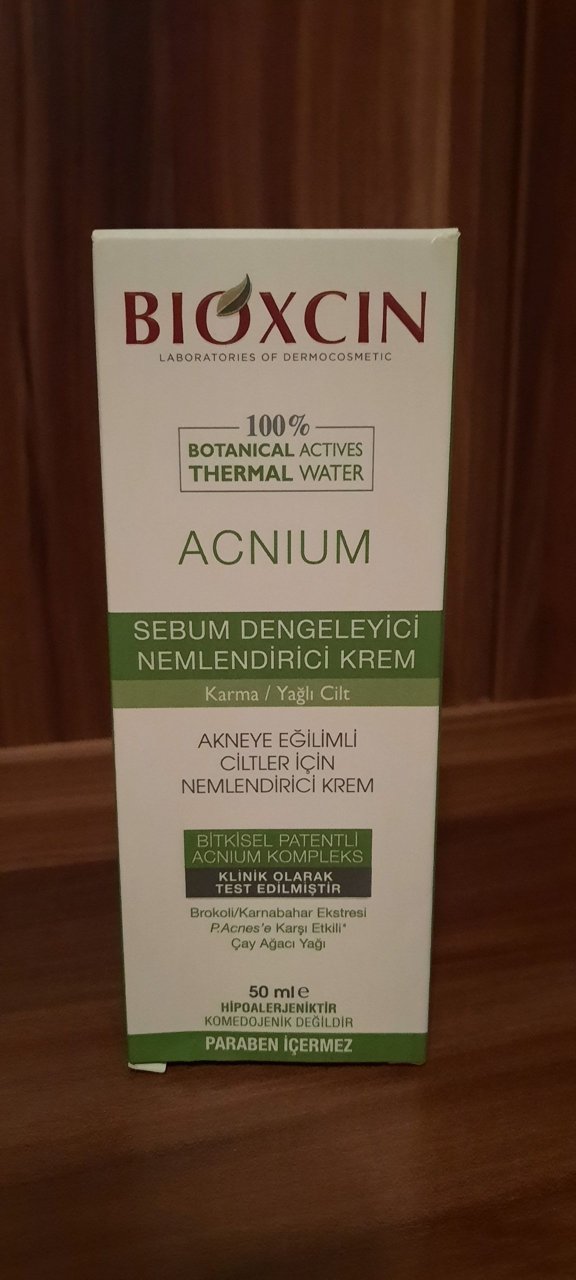 BIOXCIN
LABORATORIES OF DERMOCOSMETIC
100%
BOTANICAL ACTIVES
THERMAL WATER
ACNIUM
SEBUM DENGELEYİCİ
NEMLENDİRİCİ KREM
Karma / Yağlı Cilt
AKNEYE EĞİLİMLİ
CİLTLER İÇİN
NEMLENDİRİCİ KREM
BİTKİSEL PATENTLİ
ACNIUM KOMPLEKS
KLİNİK OLARAK
TEST EDİLMİŞTİR
Brokoli/Karnabahar Ekstresi
P.Acnes'e Karşı Etkili*
Çay Ağacı Yağı
50 ml e
HİPOALERJENİKTİR
KOMEDOJENİK DEĞİLDİR
PARABEN İÇERMEZ